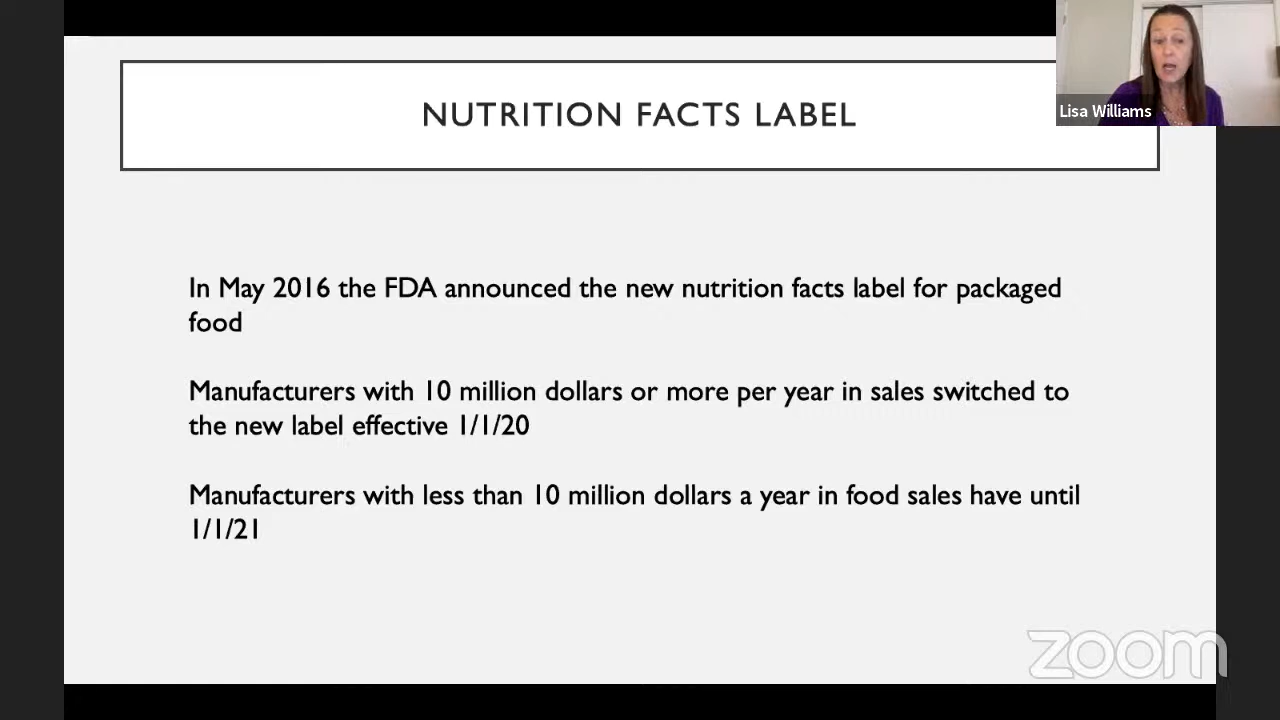 NUTRITION FACTS LABEL
Lisa Williams
In May 2016 the FDA announced the new nutrition facts label for packaged
food
Manufacturers with 10 million dollars or more per year in sales switched to
the new label effective 1/1/20
Manufacturers with less than 10 million dollars a year in food sales have until
1/1/21
zoom